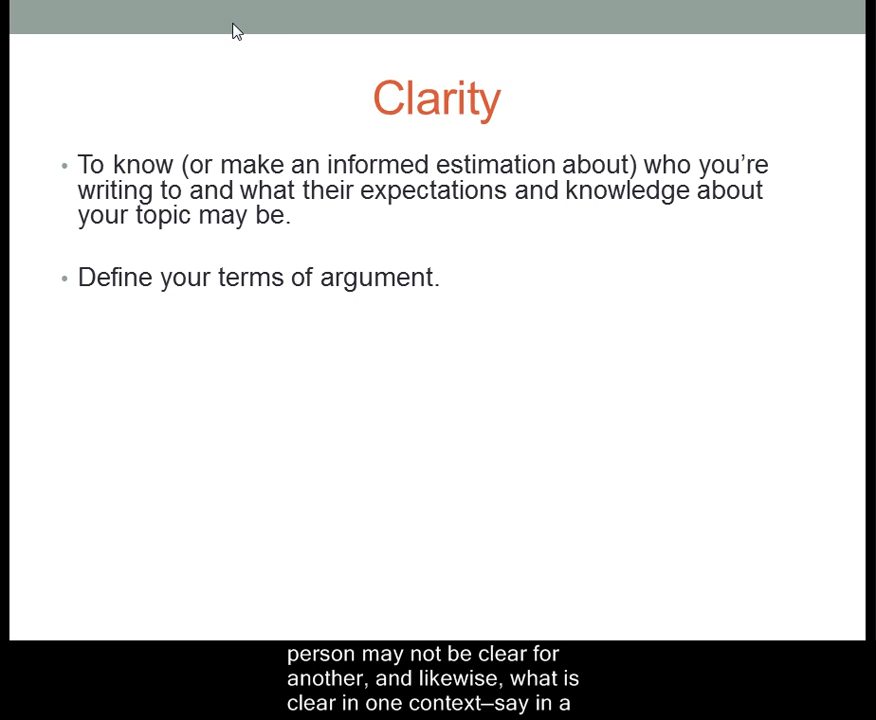 Clarity
• To know (or make an informed estimation about) who you’re
writing to and what their expectations and knowledge about
your topic may be.
• Define your terms of argument.
person may not be clear for
another, and likewise, what is
clear in one context–say in a